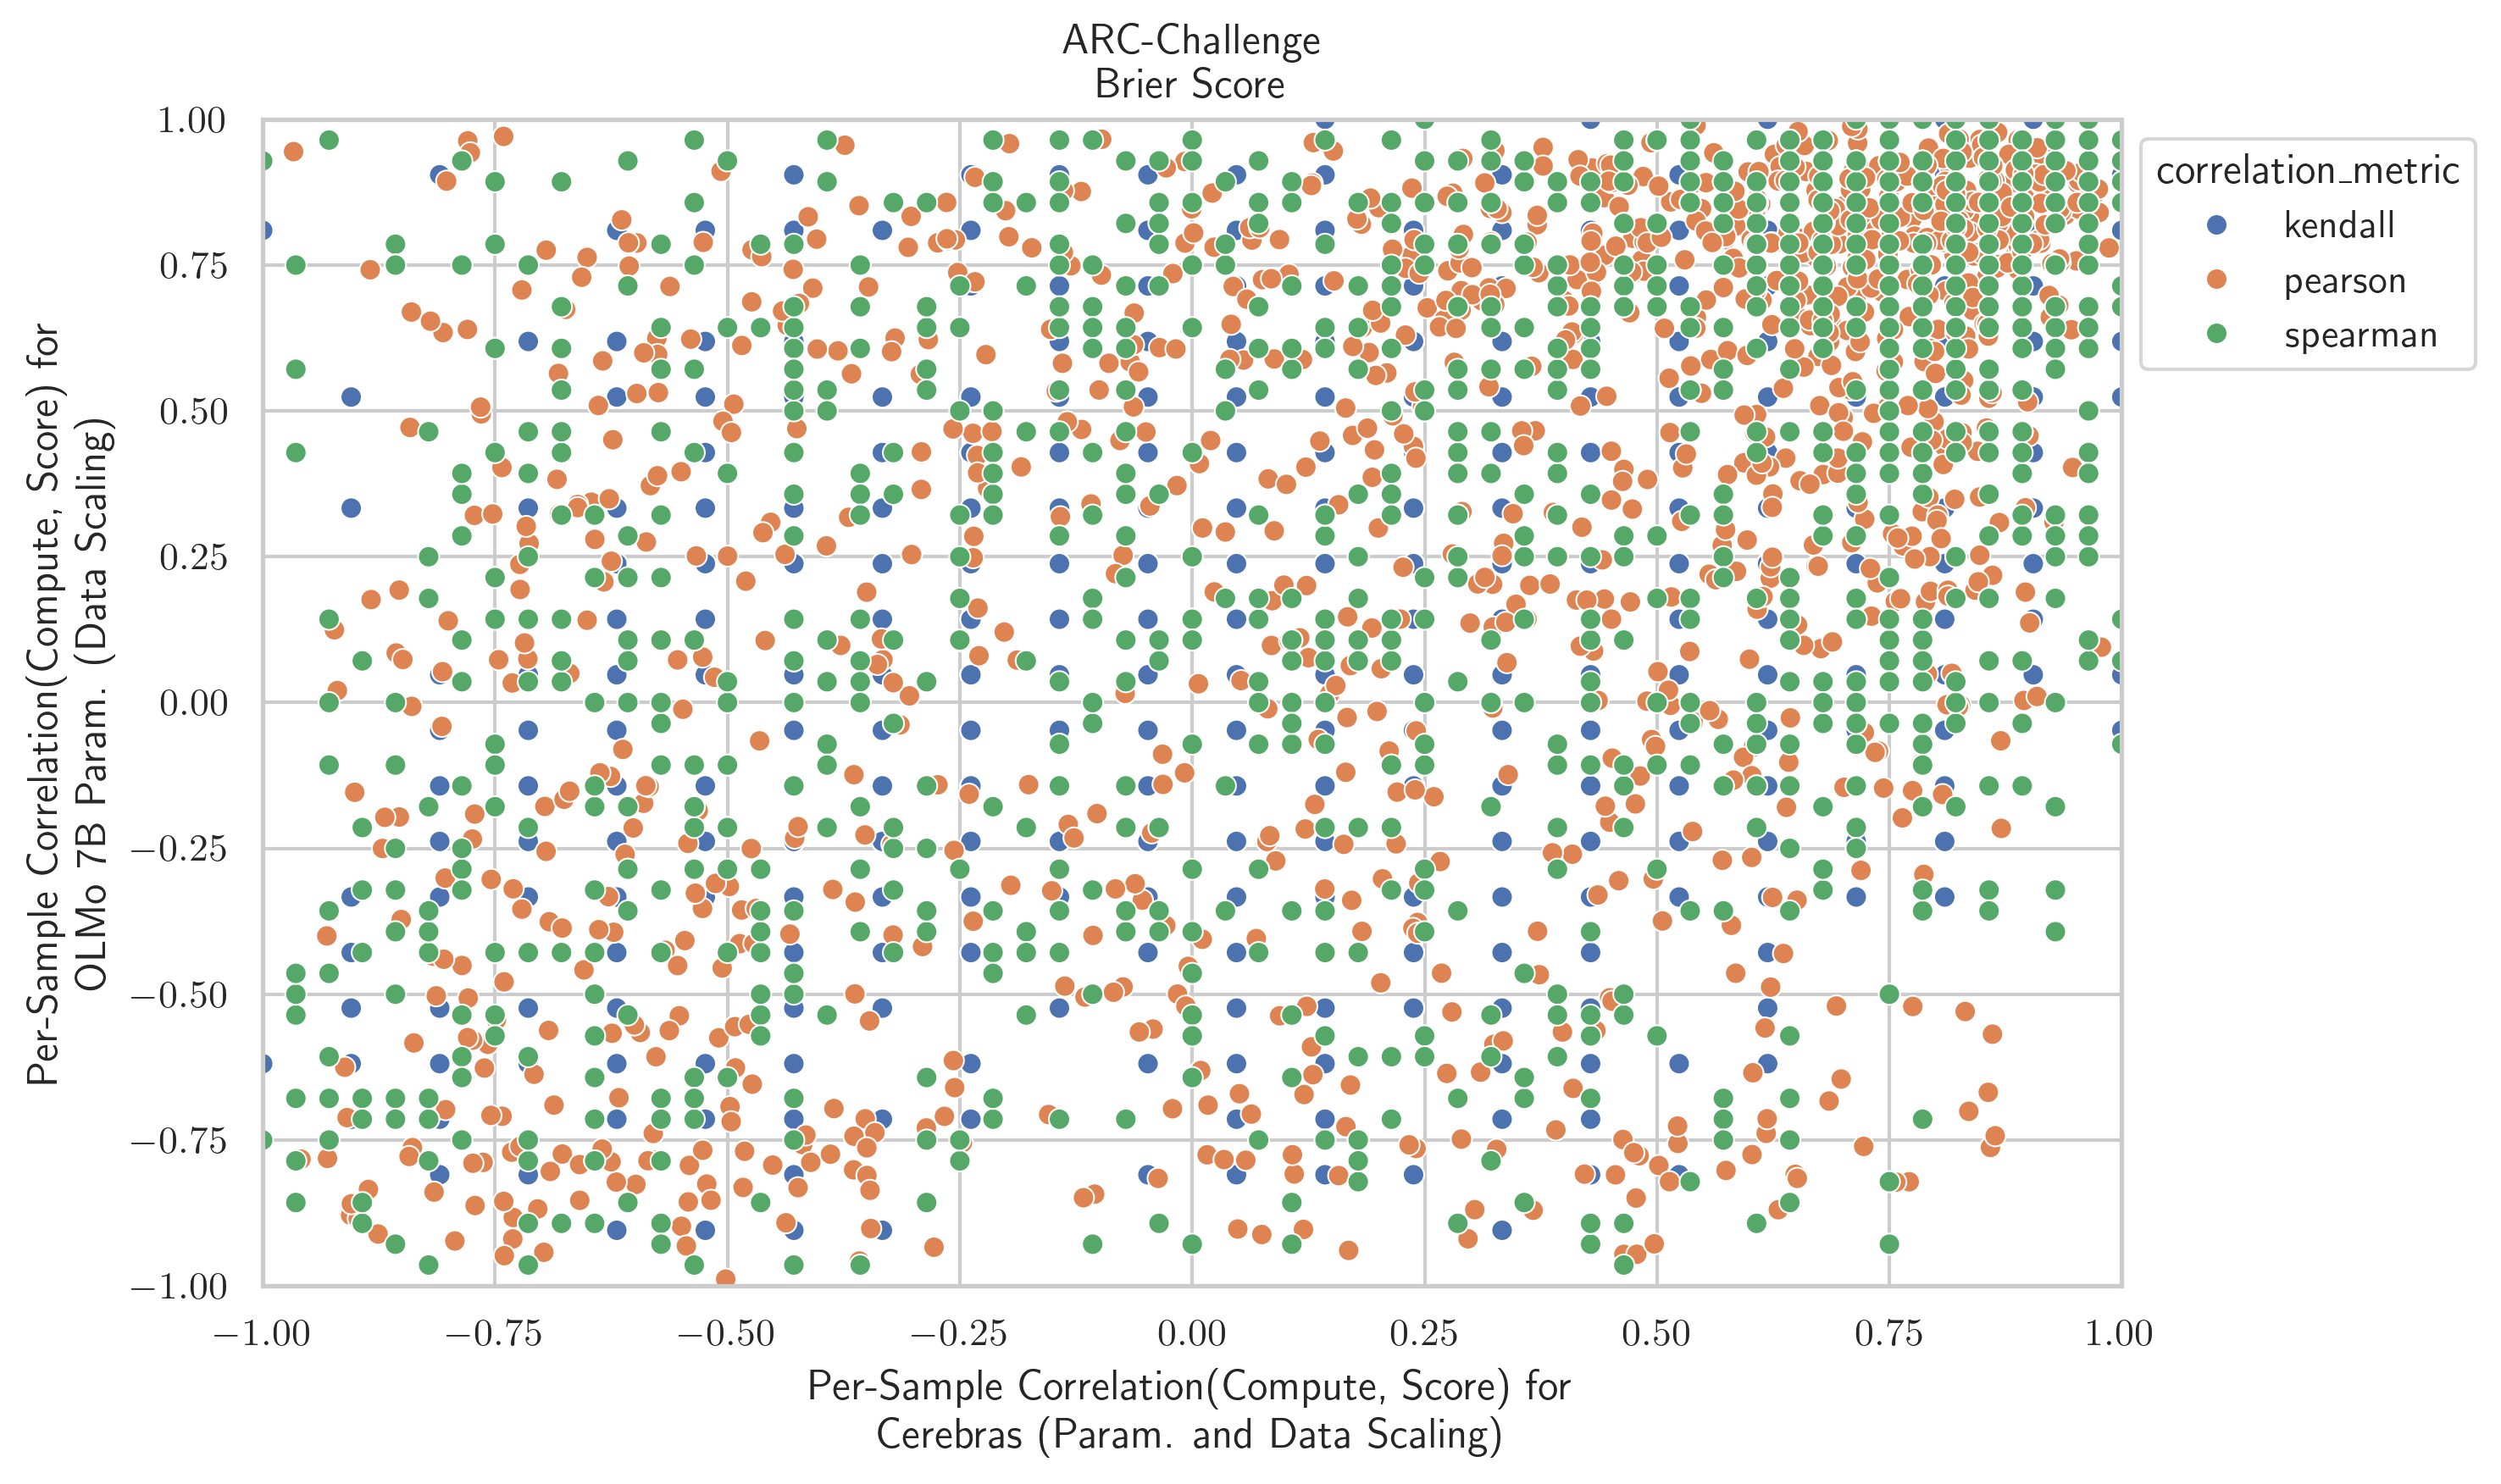 ARC-Challenge
Brier Score
Per-Sample Correlation(Compute, Score) for
OLMo 7B Param. (Data Scaling)
1.00
0.75
0.50
0.25
0.00
−0.25
−0.50
−0.75
−1.00
−1.00 −0.75 −0.50 −0.25 0.00 0.25 0.50 0.75 1.00
Per-Sample Correlation(Compute, Score) for
Cerebras (Param. and Data Scaling)
correlation_metric
kendall
pearson
spearman